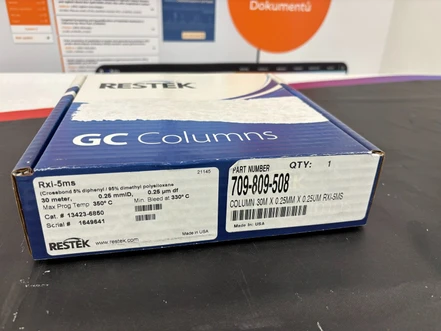 Dokumentů
RESTEK
GC Columns
Rxi-5ms
21145
(Crossbond 5% diphenyl / 95% dimethyl polysiloxane
30 meter, 0.25 mmID, 0.25 µm df
Max Prog Temp 350° C Min. Bleed at 330° C
Cat. # 13423-6850
Serial # 1649641
Made in USA
RESTEK
www.restek.com
PART NUMBER QTY: 1
709-809-508
COLUMN 30M X 0.25MM X 0.25UM RXI-5MS
Made in: USA